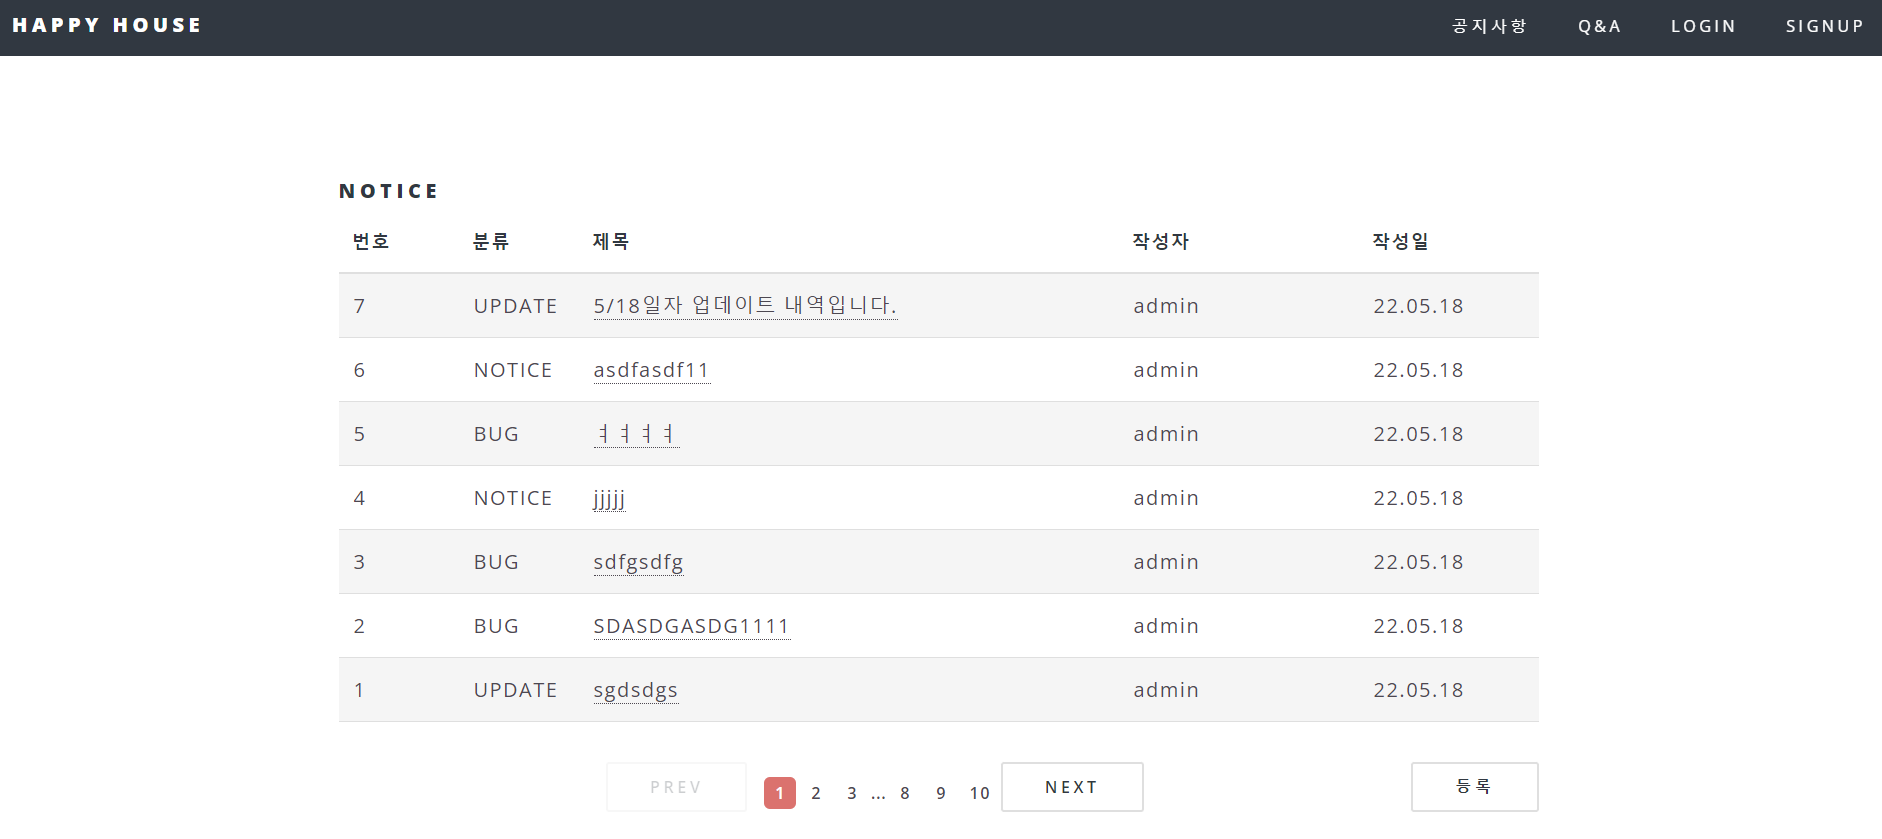 HAPPY HOUSE 공지사항 Q&A LOGIN SIGNUP
NOTICE
번호 분류 제목 작성자 작성일
7 UPDATE 5/18일자 업데이트 내역입니다. admin 22.05.18
6 NOTICE asdfasdf11 admin 22.05.18
5 BUG ㅕㅕㅕㅕ admin 22.05.18
4 NOTICE jjjjj admin 22.05.18
3 BUG sdfgsdfg admin 22.05.18
2 BUG SDASDGASDG1111 admin 22.05.18
1 UPDATE sgdsdgs admin 22.05.18
PREV 1 2 3 ... 8 9 10 NEXT 등록